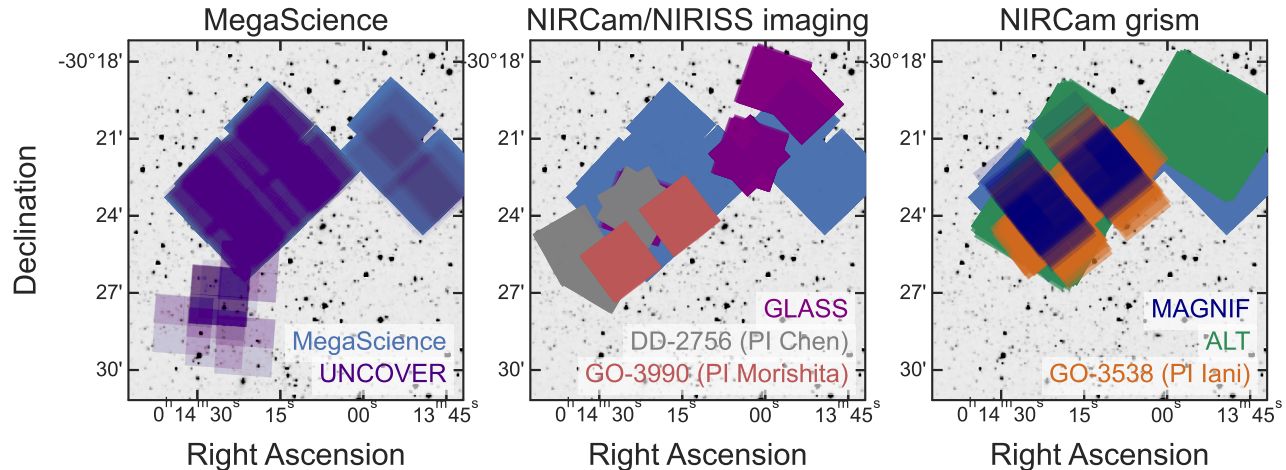 MegaScience
NIRCam/NIRISS imaging
NIRCam grism
Declination
-30°18'
21'
24'
27'
30'
MegaScience
UNCOVER
0h14m30s
15s
00s
13m45s
Right Ascension
-30°18'
21'
24'
27'
30'
GLASS
DD-2756 (PI Chen)
GO-3990 (PI Morishita)
0h14m30s
15s
00s
13m45s
Right Ascension
-30°18'
21'
24'
27'
30'
MAGNIF
ALT
GO-3538 (PI Iani)
0h14m30s
15s
00s
13m45s
Right Ascension